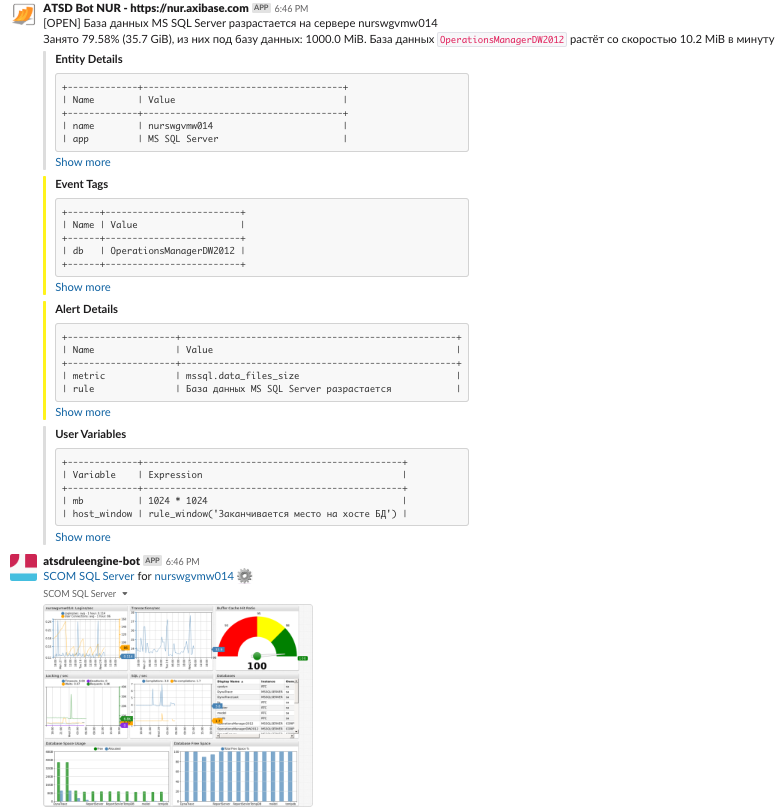 ATSD Bot NUR - https://nur.axibase.com APP 6:46 PM
[OPEN] База данных MS SQL Server разрастается на сервере nurswgvmw014
Занято 79.58% (35.7 GiB), из них под базу данных: 1000.0 MiB. База данных OperationsManagerDW2012 растёт со скоростью 10.2 MiB в минуту
Entity Details
+-------------+----------------------------------+
| Name | Value |
+-------------+----------------------------------+
| name | nurswgvmw014 |
| app | MS SQL Server |
Show more
Event Tags
+------+-------------------------+
| Name | Value |
+------+-------------------------+
| db | OperationsManagerDW2012 |
+------+-------------------------+
Show more
Alert Details
+--------------------+--------------------------------------------------+
| Name | Value |
+--------------------+--------------------------------------------------+
| metric | mssql.data_files_size |
| rule | База данных MS SQL Server разрастается |
Show more
User Variables
+-------------+----------------------------------------------+
| Variable | Expression |
+-------------+----------------------------------------------+
| mb | 1024 * 1024 |
| host_window | rule_window('Заканчивается место на хосте БД') |
Show more
atsdruleengine-bot APP 6:46 PM
SCOM SQL Server for nurswgvmw014
SCOM SQL Server
Buffer Cache Hit Ratio
100
Databases
Database Space Usage
Database Free Space